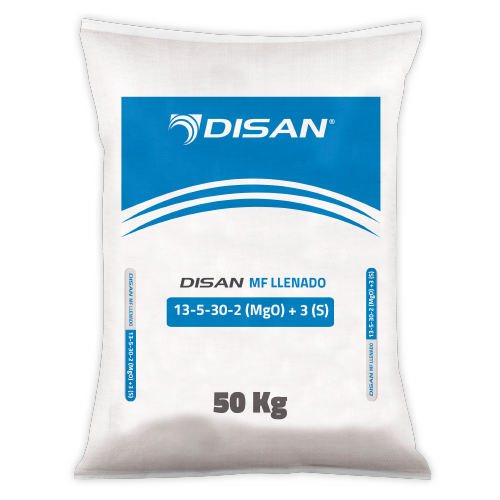 DISAN®
DISAN MF LLENADO
13-5-30-2 (MgO) + 3 (S)
DISAN MF LLENADO
13-5-30-2 (MgO) + 3 (S)
DISAN MF LLENADO
13-5-30-2 (MgO) + 3 (S)
50 Kg